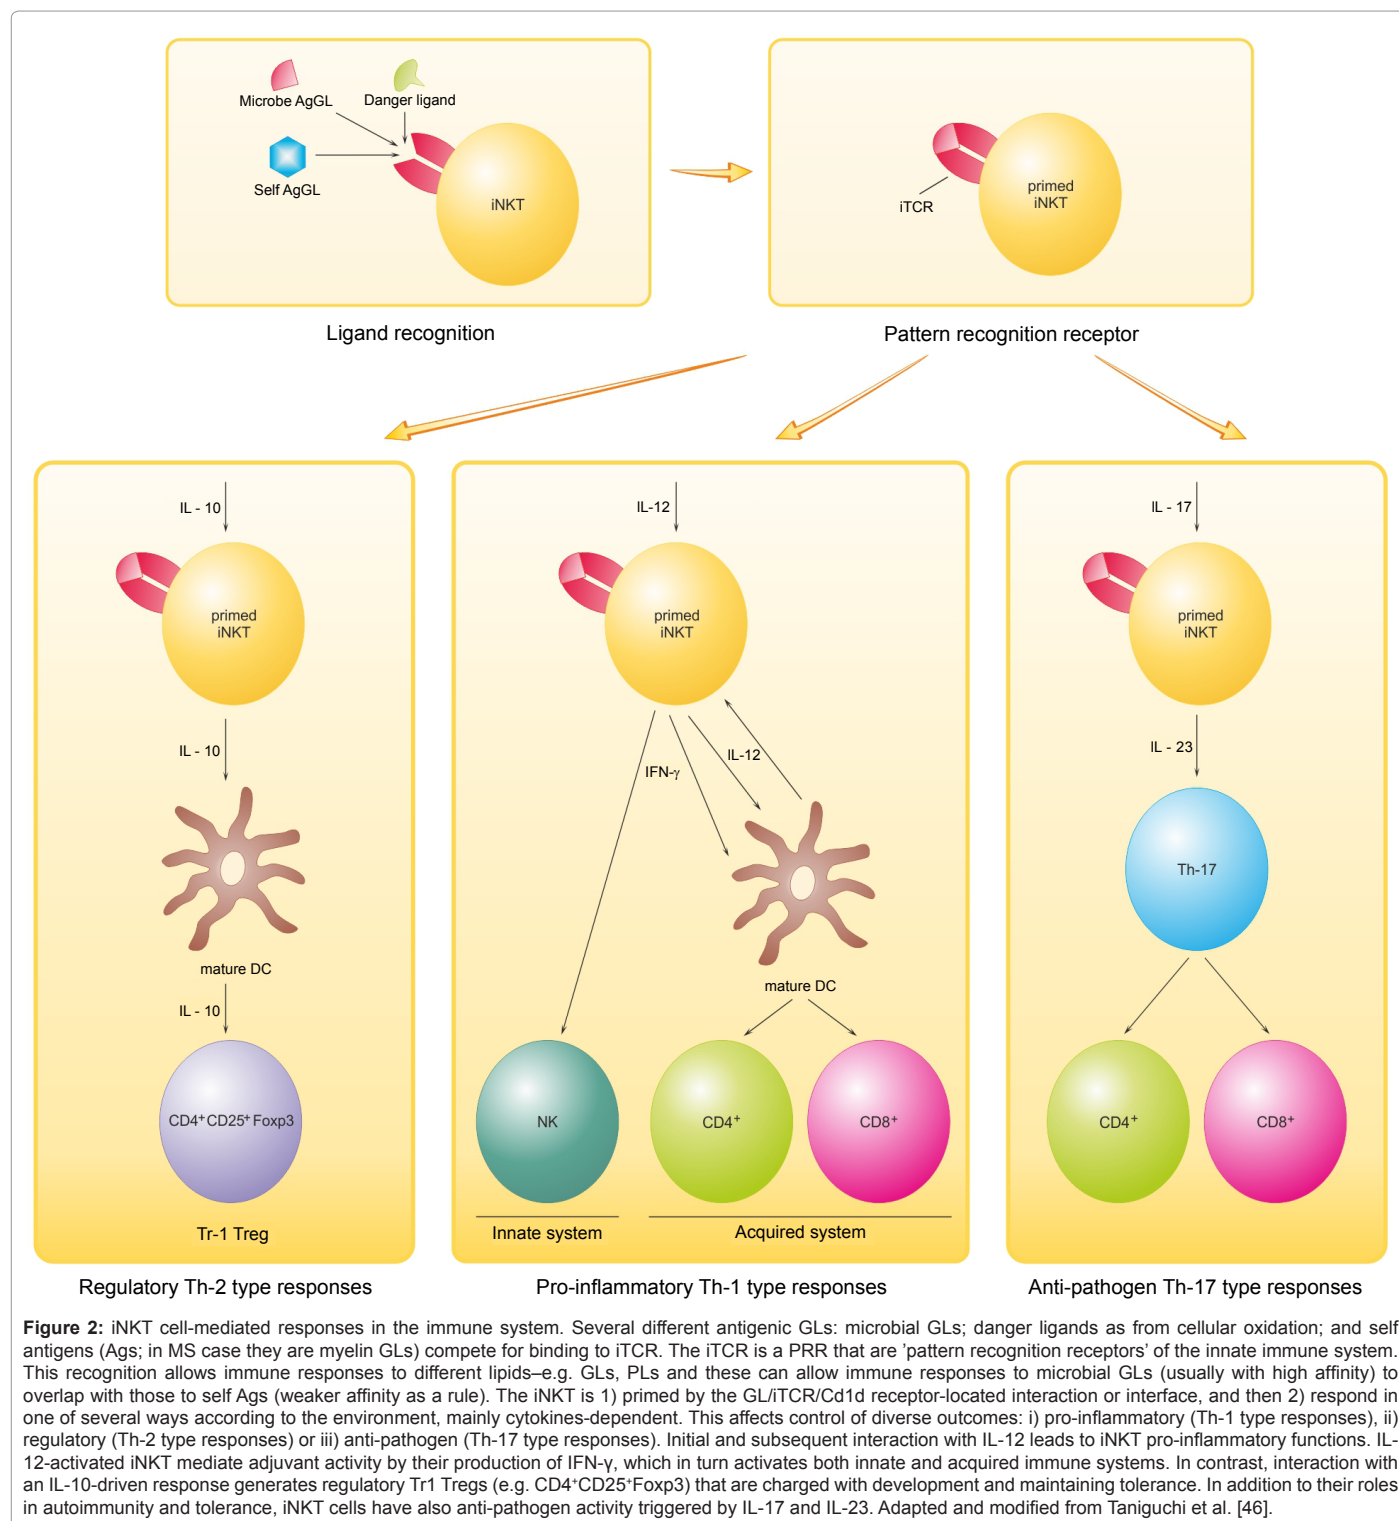 Microbe AgGL
Danger ligand
Self AgGL
iNKT
iTCR
primed
iNKT
Ligand recognition
Pattern recognition receptor
IL - 10
primed
iNKT
IL - 10
mature DC
IL - 10
CD4⁺CD25⁺Foxp3
Tr-1 Treg
Regulatory Th-2 type responses
IL-12
primed
iNKT
IFN-γ
IL-12
mature DC
NK
CD4⁺
CD8⁺
Innate system
Acquired system
Pro-inflammatory Th-1 type responses
IL - 17
primed
iNKT
IL - 23
Th-17
CD4⁺
CD8⁺
Anti-pathogen Th-17 type responses
Figure 2: iNKT cell-mediated responses in the immune system. Several different antigenic GLs: microbial GLs; danger ligands as from cellular oxidation; and self
antigens (Ags; in MS case they are myelin GLs) compete for binding to iTCR. The iTCR is a PRR that are 'pattern recognition receptors' of the innate immune system.
This recognition allows immune responses to different lipids–e.g. GLs, PLs and these can allow immune responses to microbial GLs (usually with high affinity) to
overlap with those to self Ags (weaker affinity as a rule). The iNKT is 1) primed by the GL/iTCR/Cd1d receptor-located interaction or interface, and then 2) respond in
one of several ways according to the environment, mainly cytokines-dependent. This affects control of diverse outcomes: i) pro-inflammatory (Th-1 type responses), ii)
regulatory (Th-2 type responses) or iii) anti-pathogen (Th-17 type responses). Initial and subsequent interaction with IL-12 leads to iNKT pro-inflammatory functions. IL-
12-activated iNKT mediate adjuvant activity by their production of IFN-γ, which in turn activates both innate and acquired immune systems. In contrast, interaction with
an IL-10-driven response generates regulatory Tr1 Tregs (e.g. CD4⁺CD25⁺Foxp3) that are charged with development and maintaining tolerance. In addition to their roles
in autoimmunity and tolerance, iNKT cells have also anti-pathogen activity triggered by IL-17 and IL-23. Adapted and modified from Taniguchi et al. [46].